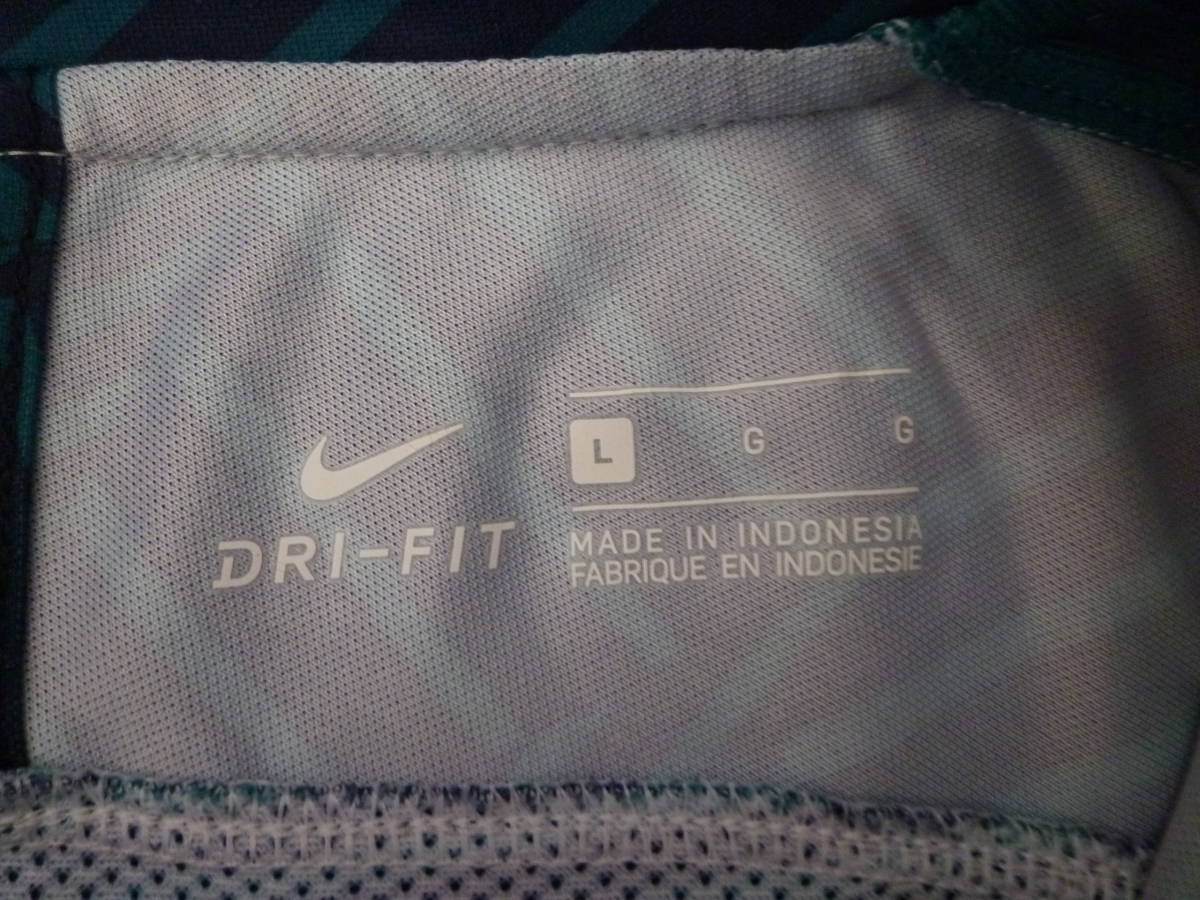 DRI-FIT
L G G
MADE IN INDONESIA
FABRIQUE EN INDONESIE